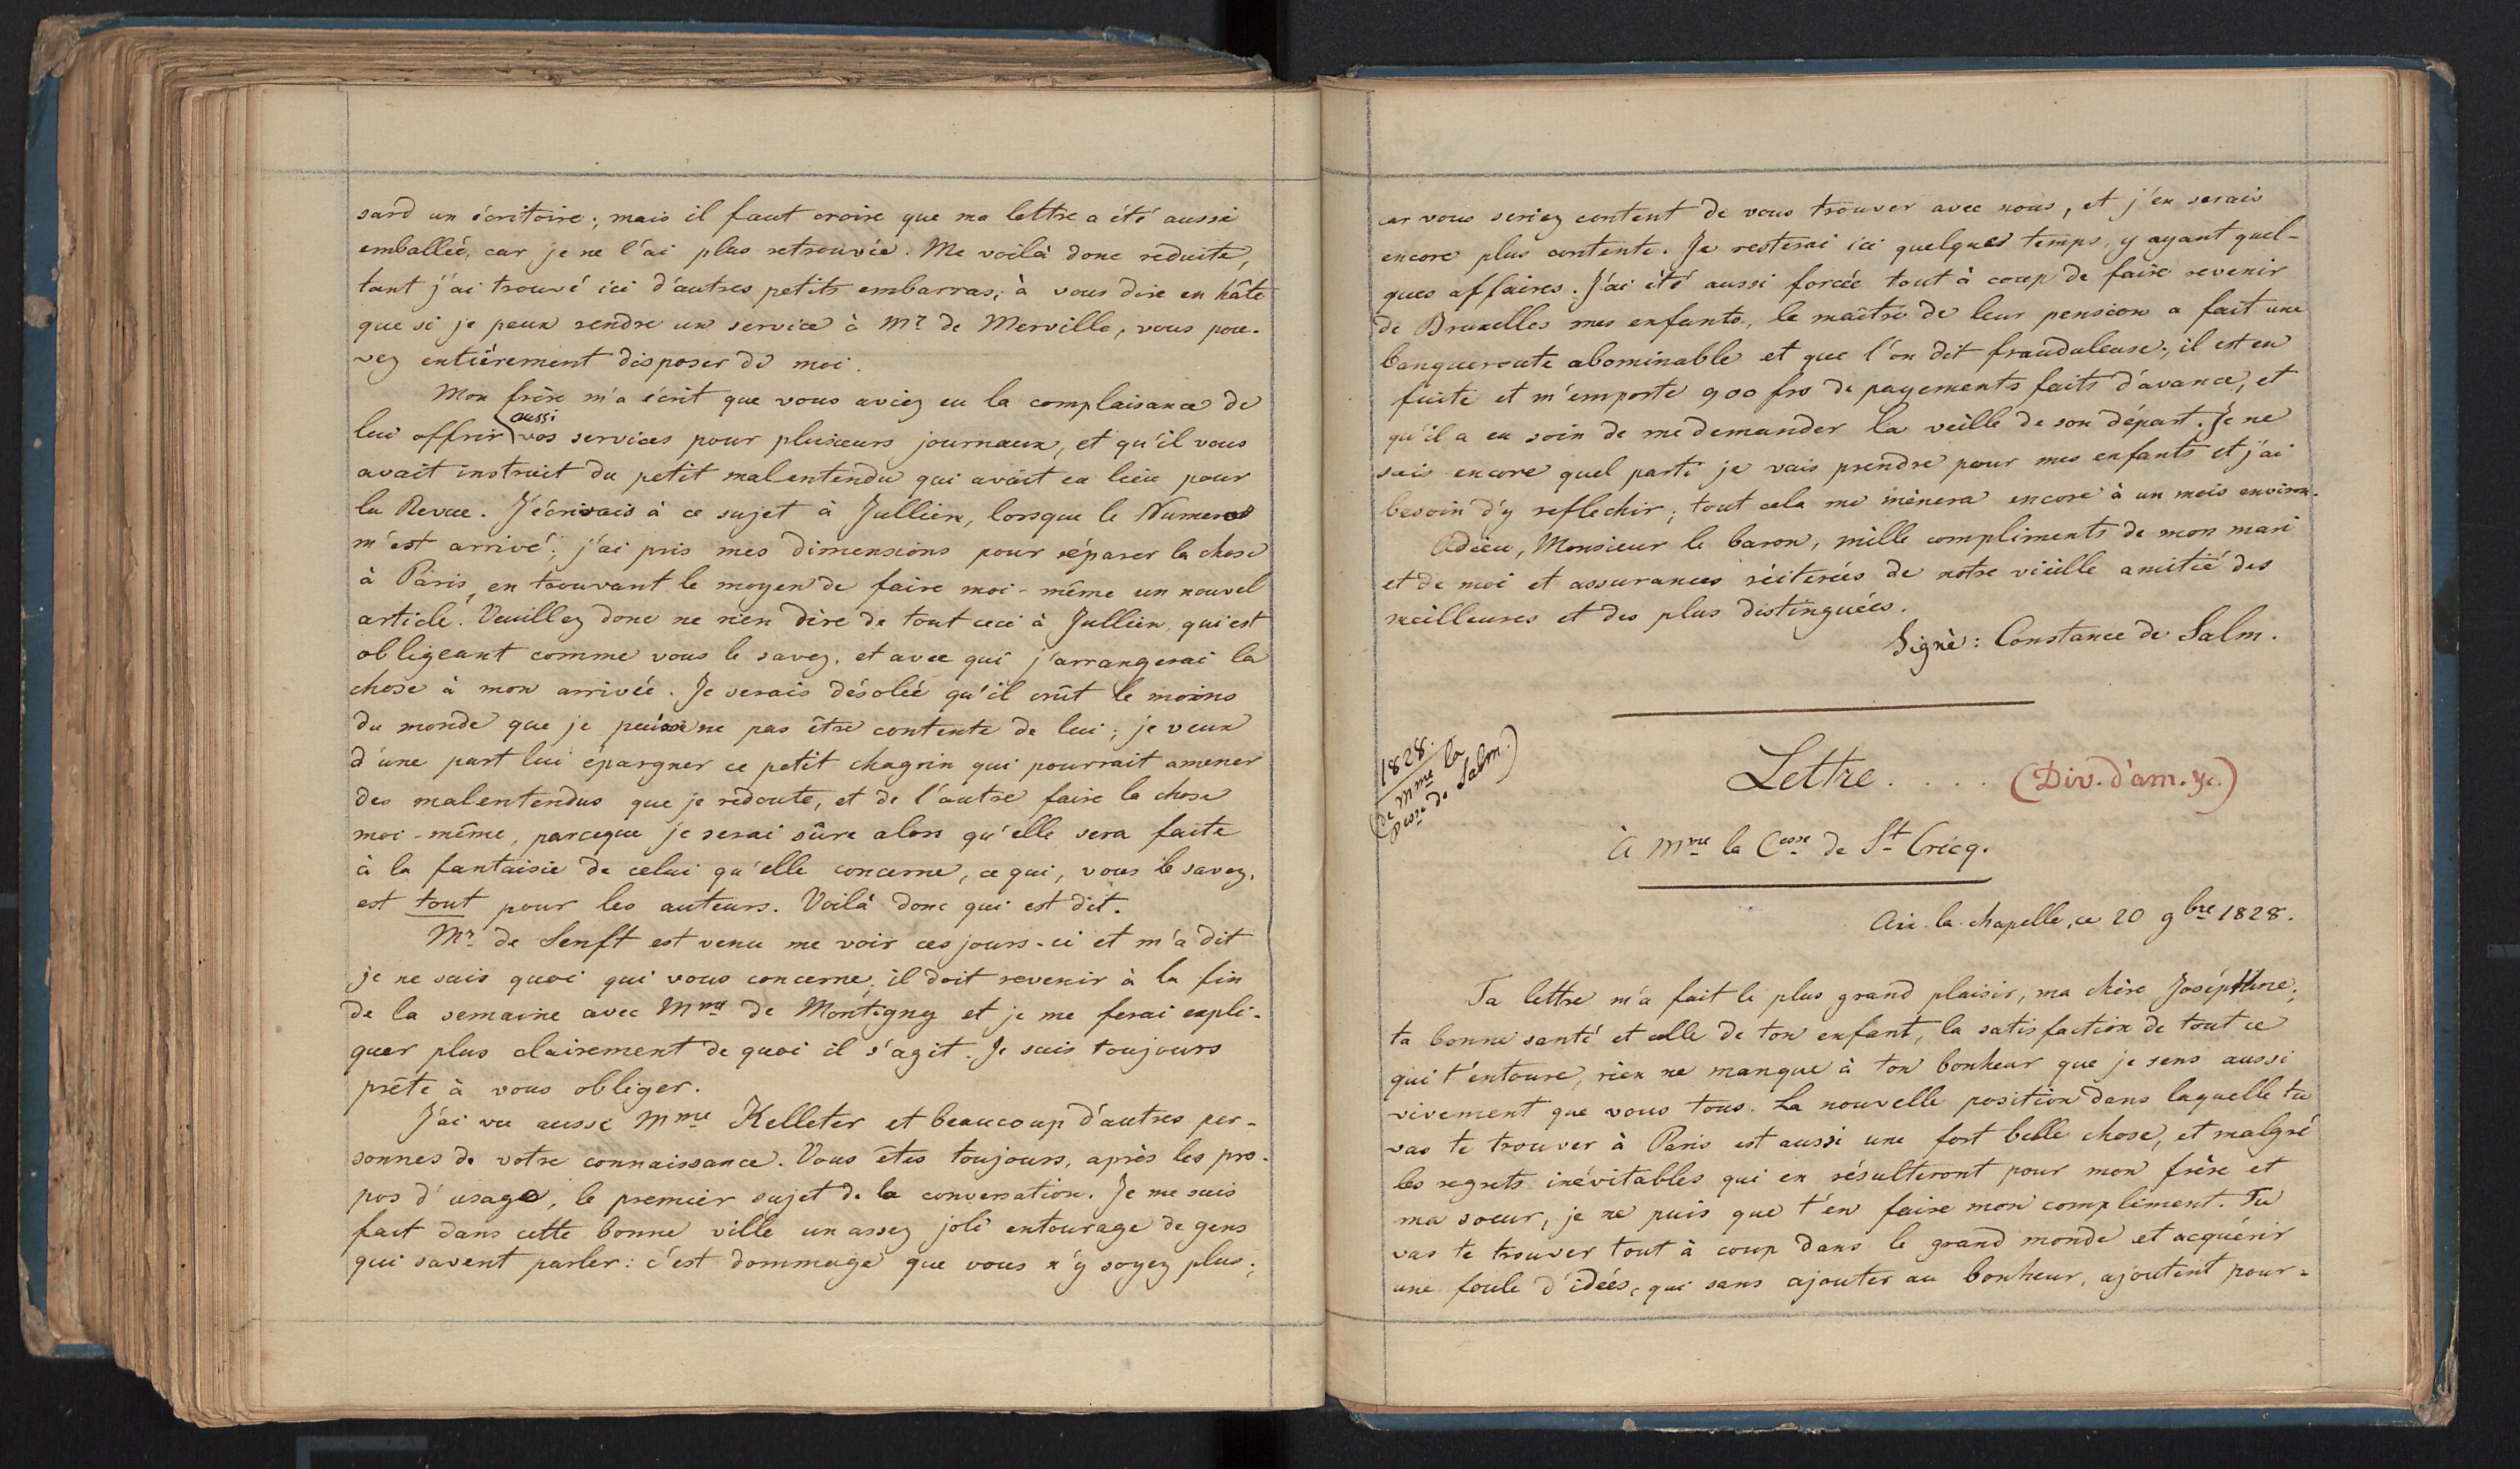 sard un écritoire; mais il faut croire que ma lettre a été aussi
emballée, car je ne l'ai plus retrouvée. Me voilà donc réduite,
tant j'ai trouvé ici d'autres petits embarras, à vous dire en hâte
que si je peux rendre un service à Mr de Merville, vous pou-
vez entièrement disposer de moi.
Mon frère m'a écrit que vous aviez eu la complaisance de
lui offrir aussi vos services pour plusieurs journaux, et qu'il vous
avait instruit du petit malentendu qui avait eu lieu pour
la Revue. J'écrivais à ce sujet à Jullien, lorsque le Numero
m'est arrivé; j'ai pris mes dimensions pour réparer la chose
à Paris, en trouvant le moyen de faire moi-même un nouvel
article. Veuillez donc ne rien dire de tout ceci à Jullien, qui est
obligeant comme vous le savez, et avec qui j'arrangerai la
chose à mon arrivée. Je serais désolée qu'il crût le moins
du monde que je puisse ne pas être contente de lui; je veux
d'une part lui épargner ce petit chagrin qui pourrait amener
des malentendus que je redoute, et de l'autre faire la chose
moi-même, parceque je serai sûre alors qu'elle sera faite
à la fantaisie de celui qu'elle concerne, ce qui, vous le savez,
est tout pour les auteurs. Voilà donc qui est dit.
Mr de Senft est venu me voir ces jours-ci et m'a dit
je ne sais quoi qui vous concerne; il doit revenir à la fin
de la semaine avec Mme de Montigny et je me ferai expli-
quer plus clairement de quoi il s'agit. Je suis toujours
prête à vous obliger.
J'ai vu aussi Mme Kelleter et beaucoup d'autres per-
sonnes de votre connaissance. Vous êtes toujours, après les pro-
pos d'usage, le premier sujet de la conversation. Je me suis
fait dans cette bonne ville un assez joli entourage de gens
qui savent parler: c'est dommage que vous n'y soyez plus;
car vous seriez content de vous trouver avec nous, et j'en serais
encore plus contente. Je resterai ici quelques temps, y ayant quel-
ques affaires. J'ai été aussi forcée tout à coup de faire revenir
de Bruxelles mes enfants, le maître de leur pension a fait une
banqueroute abominable et que l'on dit frauduleuse; il est en
fuite et m'emporte 900 frs de payements faits d'avance, et
qu'il a eu soin de me demander la veille de son départ. Je ne
sais encore quel parti je vais prendre pour mes enfants et j'ai
besoin d'y reflechir; tout cela me mènera encore à un mois environ.
Adieu, Monsieur le baron, mille compliments de mon mari
et de moi et assurances réiterées de notre vieille amitié des
meilleures et des plus distinguées.
Signé: Constance de Salm.
1828.
(de Mme la
Pesse de Salm.)
Lettre.... (Div. d'am. &c.)
À Mme la Cesse de St Cricq.
Aix-la-chapelle, ce 20 9bre 1828.
Ta lettre m'a fait le plus grand plaisir, ma chère Joséphine;
ta bonne santé et celle de ton enfant, la satisfaction de tout ce
qui t'entoure, rien ne manque à ton bonheur que je sens aussi
vivement que vous tous. La nouvelle position dans laquelle tu
vas te trouver à Paris est aussi une fort belle chose, et malgré
les regrets inévitables qui en résulteront pour mon frère et
ma soeur, je ne puis que t'en faire mon compliment. Tu
vas te trouver tout à coup dans le grand monde et acquérir
une foule d'idées, qui sans ajouter au bonheur, ajoutent pour-